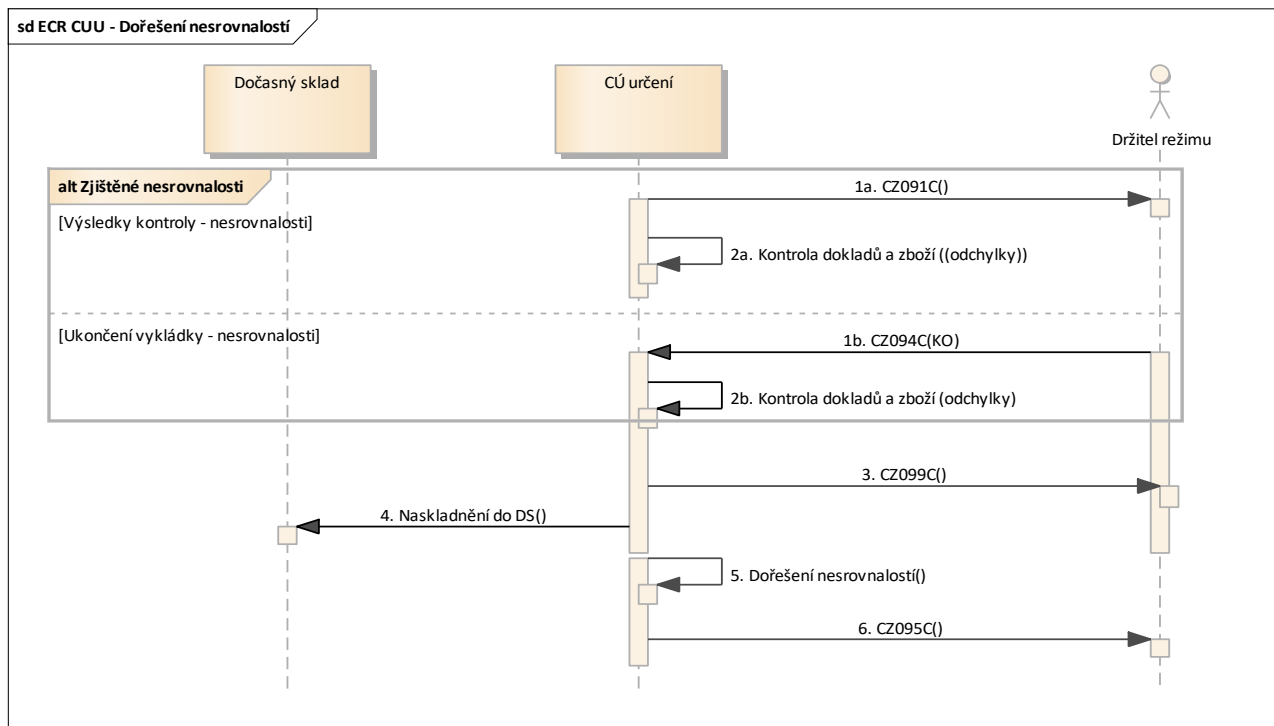 sd ECR CUU - Dořešení nesrovnalostí
Dočasný sklad
CÚ určení
Držitel režimu
alt Zjištěné nesrovnalosti
1a. CZ091C()
[Výsledky kontroly - nesrovnalosti]
2a. Kontrola dokladů a zboží ((odchylky))
[Ukončení vykládky - nesrovnalosti]
1b. CZ094C(KO)
2b. Kontrola dokladů a zboží (odchylky)
3. CZ099C()
4. Naskladnění do DS()
5. Dořešení nesrovnalostí()
6. CZ095C()